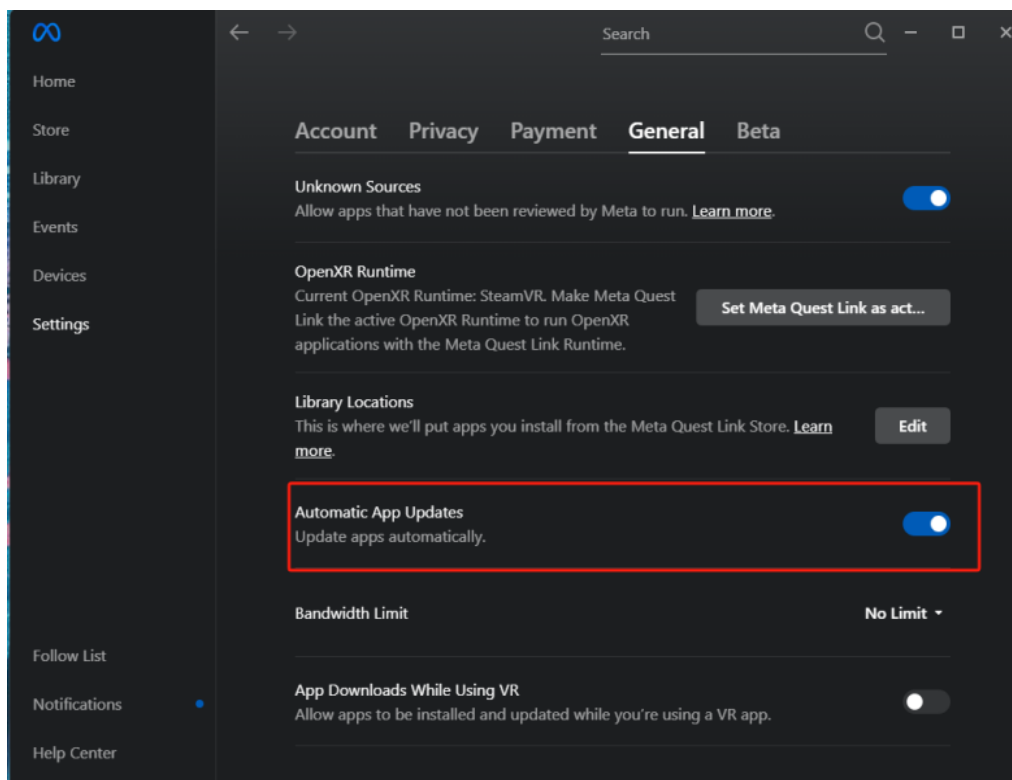 Search
Home
Store
Library
Events
Devices
Settings
Follow List
Notifications
Help Center
Account Privacy Payment General Beta
Unknown Sources
Allow apps that have not been reviewed by Meta to run. Learn more.
OpenXR Runtime
Current OpenXR Runtime: SteamVR. Make Meta Quest
Link the active OpenXR Runtime to run OpenXR
applications with the Meta Quest Link Runtime.
Set Meta Quest Link as act...
Library Locations
This is where we'll put apps you install from the Meta Quest Link Store. Learn
more.
Edit
Automatic App Updates
Update apps automatically.
Bandwidth Limit
No Limit
App Downloads While Using VR
Allow apps to be installed and updated while you're using a VR app.